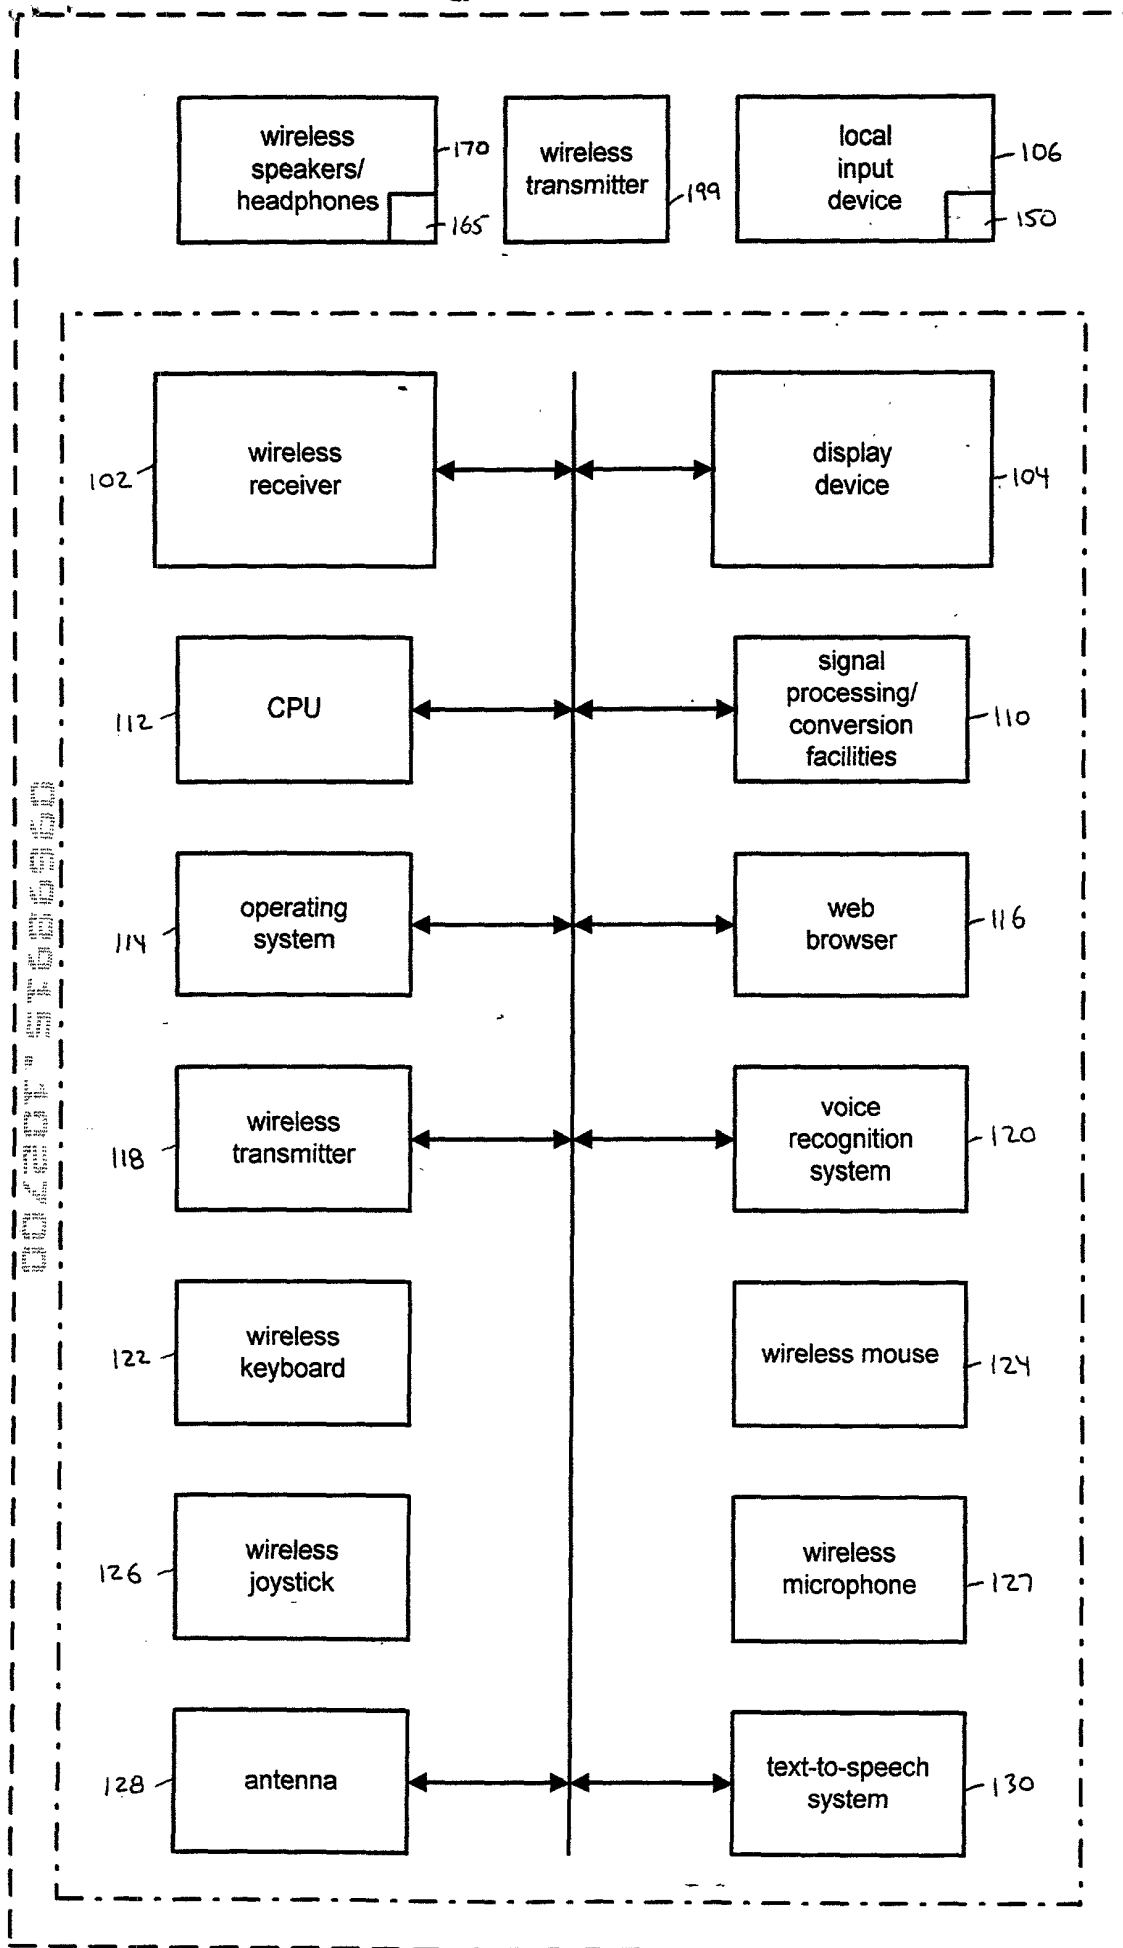 wireless
speakers/
headphones
170
165
wireless
transmitter
199
local
input
device
106
150
wireless
receiver
102
display
device
104
CPU
112
signal
processing/
conversion
facilities
110
operating
system
114
web
browser
116
wireless
transmitter
118
voice
recognition
system
120
wireless
keyboard
122
wireless mouse
124
wireless
joystick
126
wireless
microphone
127
antenna
128
text-to-speech
system
130